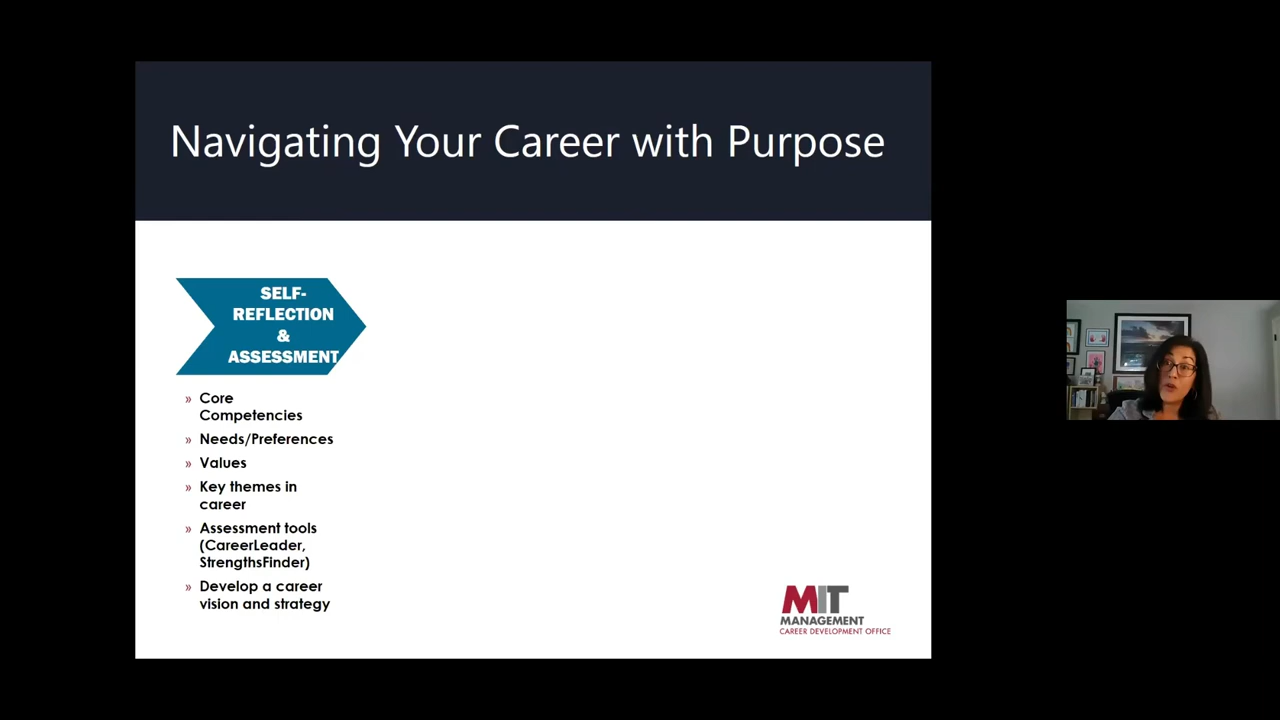 Navigating Your Career with Purpose
SELF-
REFLECTION
&
ASSESSMENT
» Core
Competencies
» Needs/Preferences
» Values
» Key themes in
career
» Assessment tools
(CareerLeader,
StrengthsFinder)
» Develop a career
vision and strategy
MIT
MANAGEMENT
CAREER DEVELOPMENT OFFICE